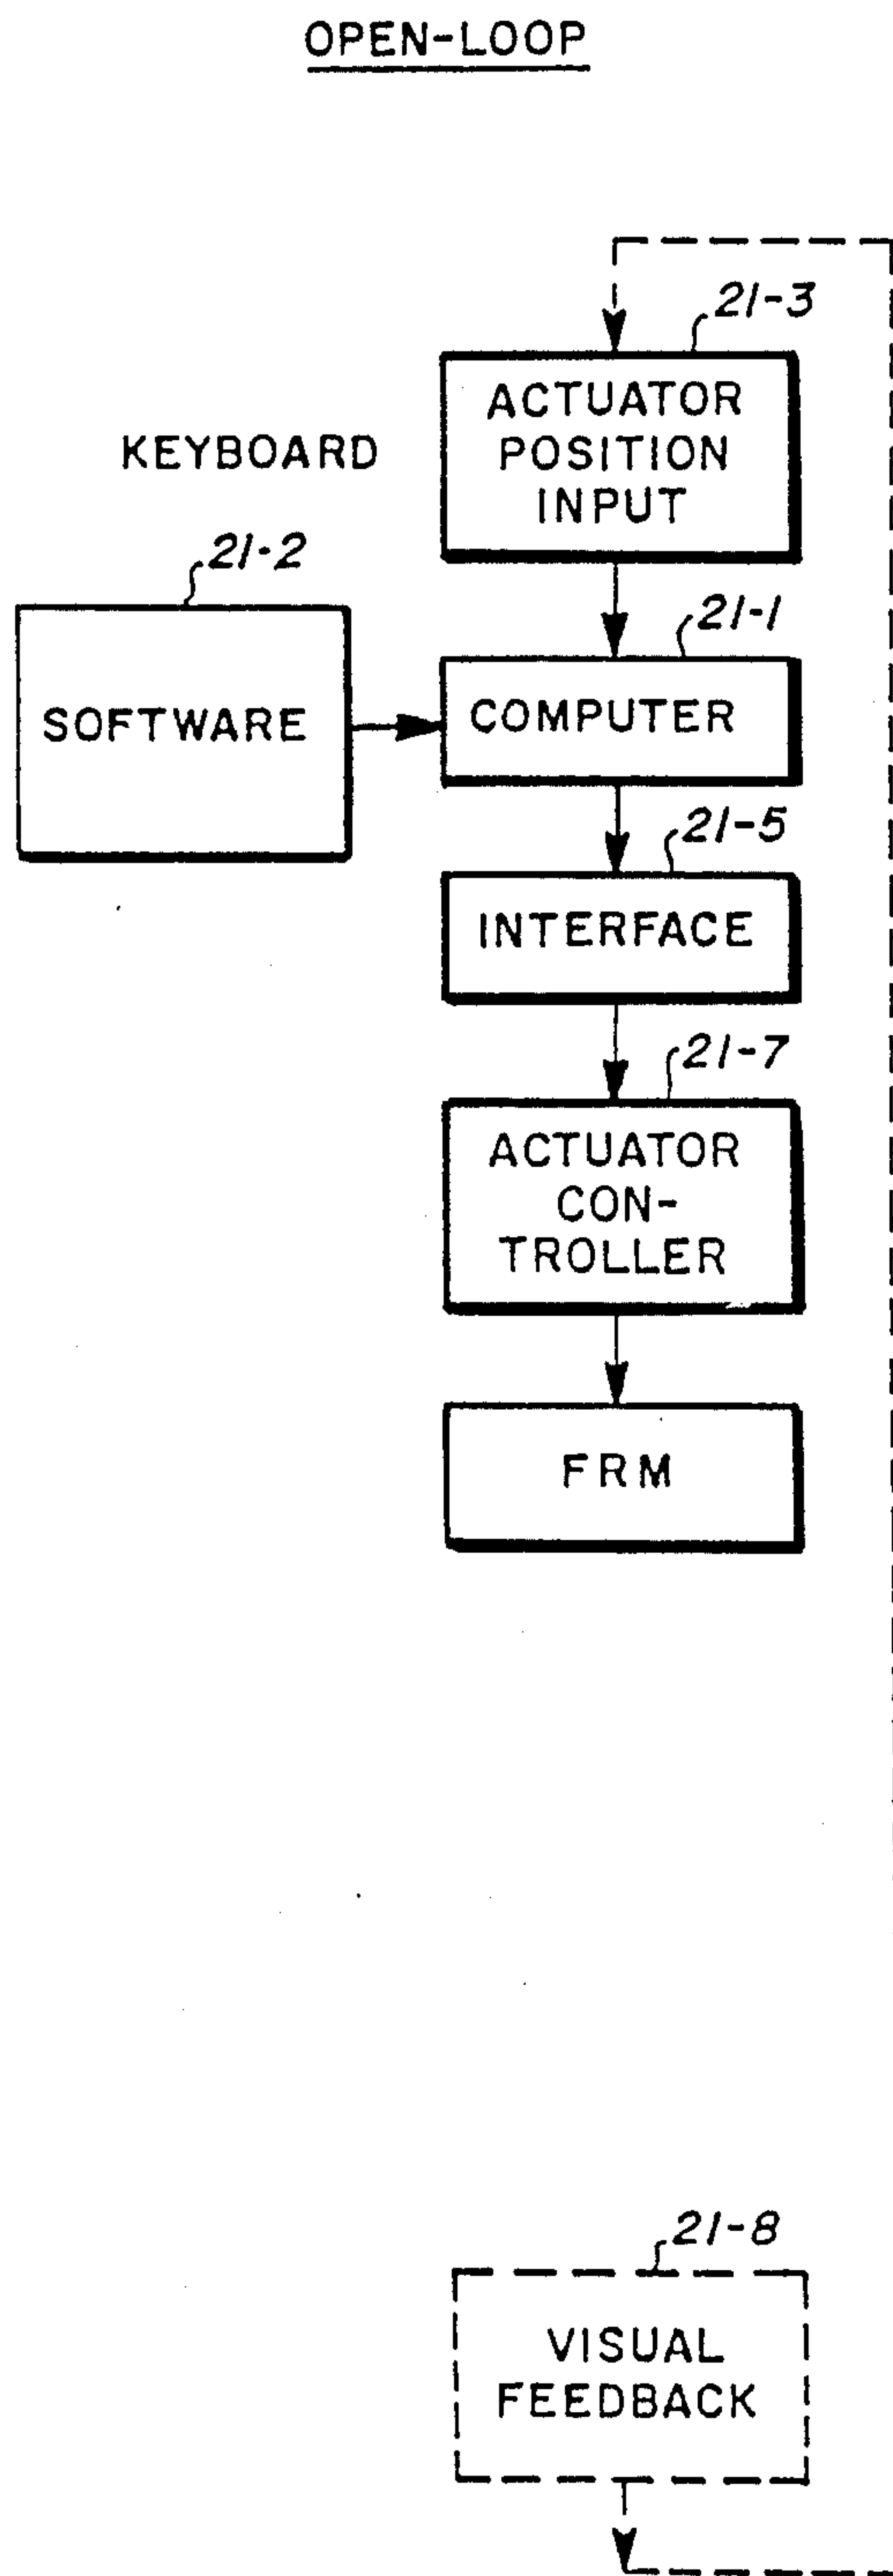 OPEN-LOOP
21-3
ACTUATOR
POSITION
INPUT
KEYBOARD
21-2
SOFTWARE
21-1
COMPUTER
21-5
INTERFACE
21-7
ACTUATOR
CON-
TROLLER
FRM
21-8
VISUAL
FEEDBACK